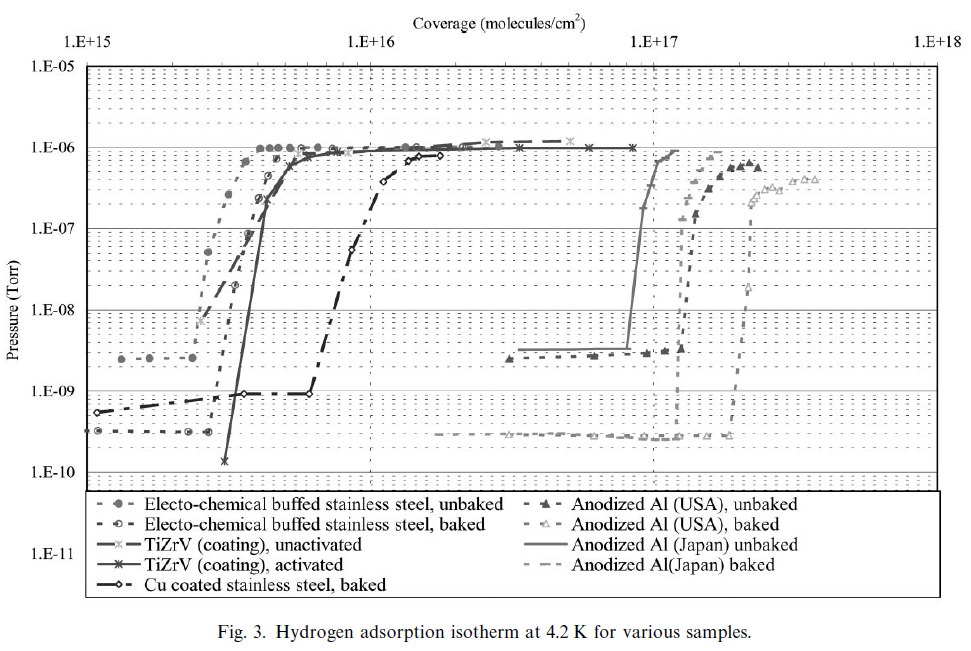 Coverage (molecules/cm²)
1.E+15 1.E+16 1.E+17 1.E+18
1.E-05
1.E-06
1.E-07
1.E-08
1.E-09
1.E-10
1.E-11
Pressure (Torr)
Electo-chemical buffed stainless steel, unbaked
Electo-chemical buffed stainless steel, baked
TiZrV (coating), unactivated
TiZrV (coating), activated
Cu coated stainless steel, baked
Anodized Al (USA), unbaked
Anodized Al (USA), baked
Anodized Al (Japan) unbaked
Anodized Al(Japan) baked
Fig. 3. Hydrogen adsorption isotherm at 4.2 K for various samples.